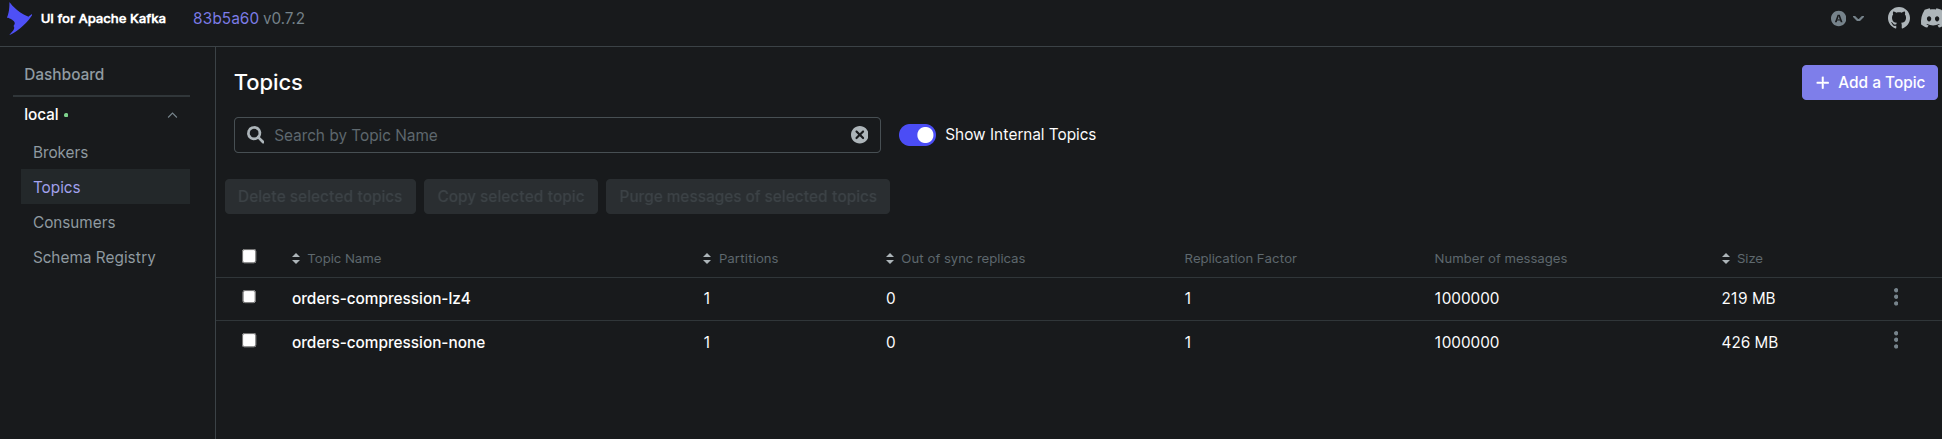 UI for Apache Kafka 83b5a60 v0.7.2 A
Dashboard
local
Brokers
Topics
Consumers
Schema Registry
Topics
Add a Topic
Search by Topic Name
Show Internal Topics
Delete selected topics Copy selected topic Purge messages of selected topics
Topic Name Partitions Out of sync replicas Replication Factor Number of messages Size
orders-compression-lz4 1 0 1 1000000 219 MB
orders-compression-none 1 0 1 1000000 426 MB